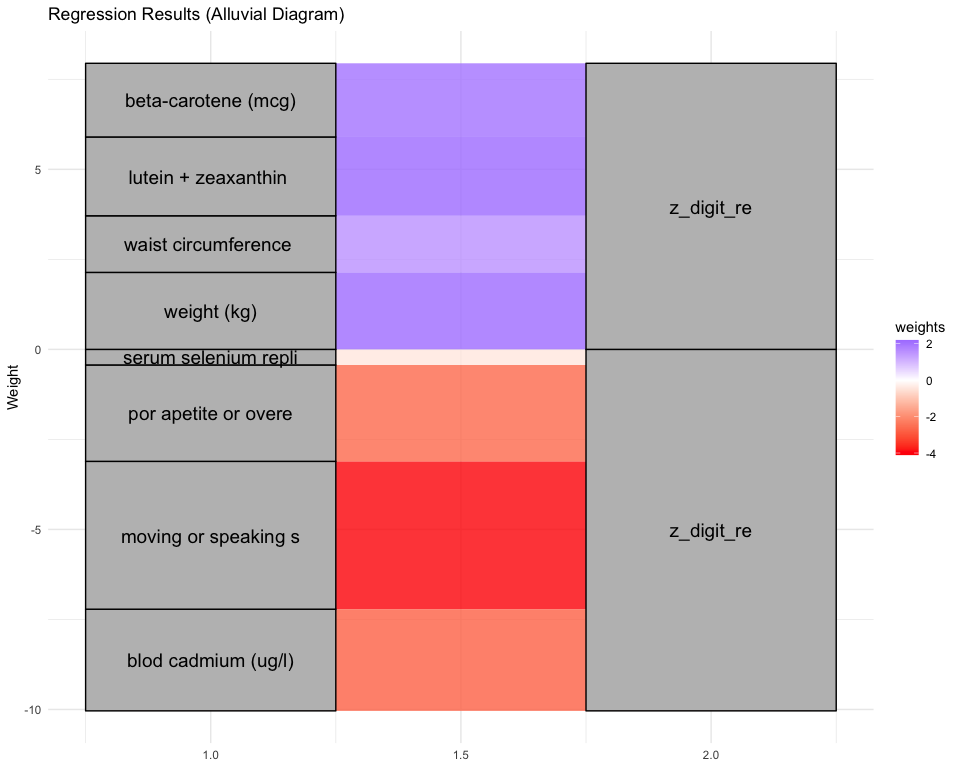 Regression Results (Alluvial Diagram)
beta-carotene (mcg)
lutein + zeaxanthin
waist circumference
weight (kg)
serum selenium repli
por apetite or overe
moving or speaking s
blod cadmium (ug/l)
z_digit_re
z_digit_re
Weight
5
0
-5
-10
1.0
1.5
2.0
weights
2
0
-2
-4